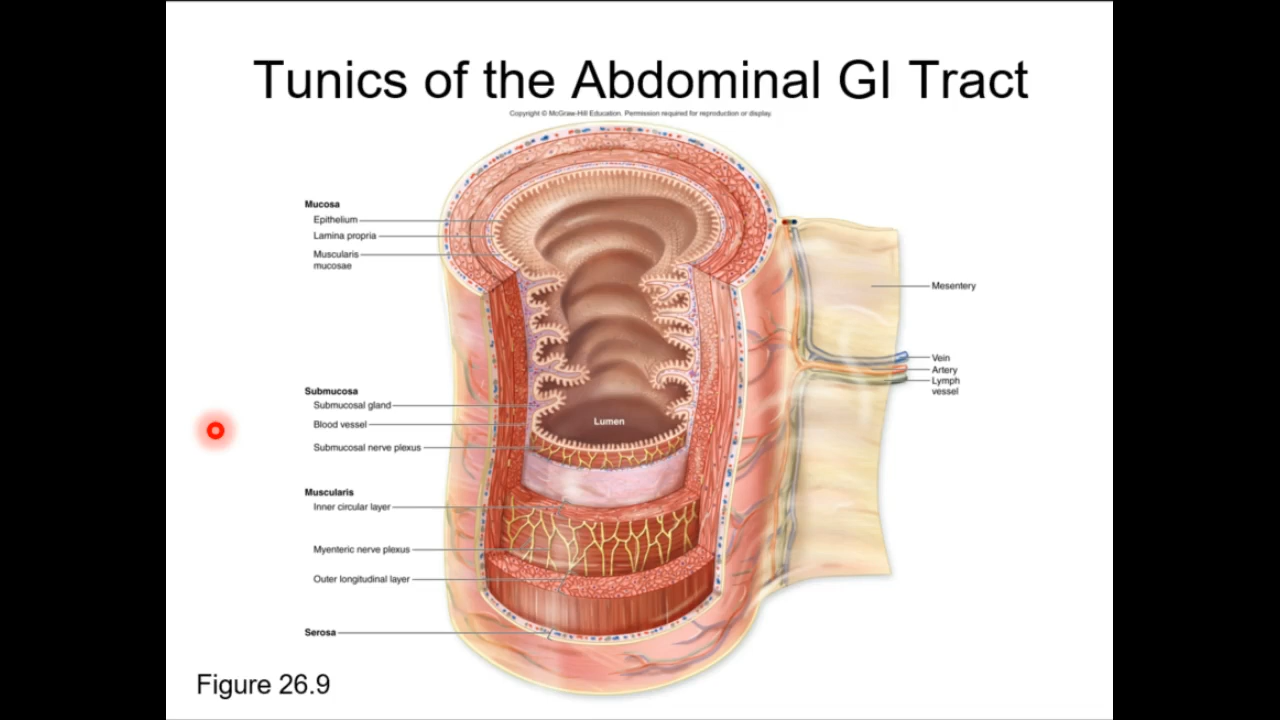 Tunics of the Abdominal GI Tract
Copyright © McGraw-Hill Education. Permission required for reproduction or display.
Mucosa
Epithelium
Lamina propria
Muscularis
mucosae
Submucosa
Submucosal gland
Blood vessel
Submucosal nerve plexus
Muscularis
Inner circular layer
Myenteric nerve plexus
Outer longitudinal layer
Serosa
Lumen
Mesentery
Vein
Artery
Lymph
vessel
Figure 26.9